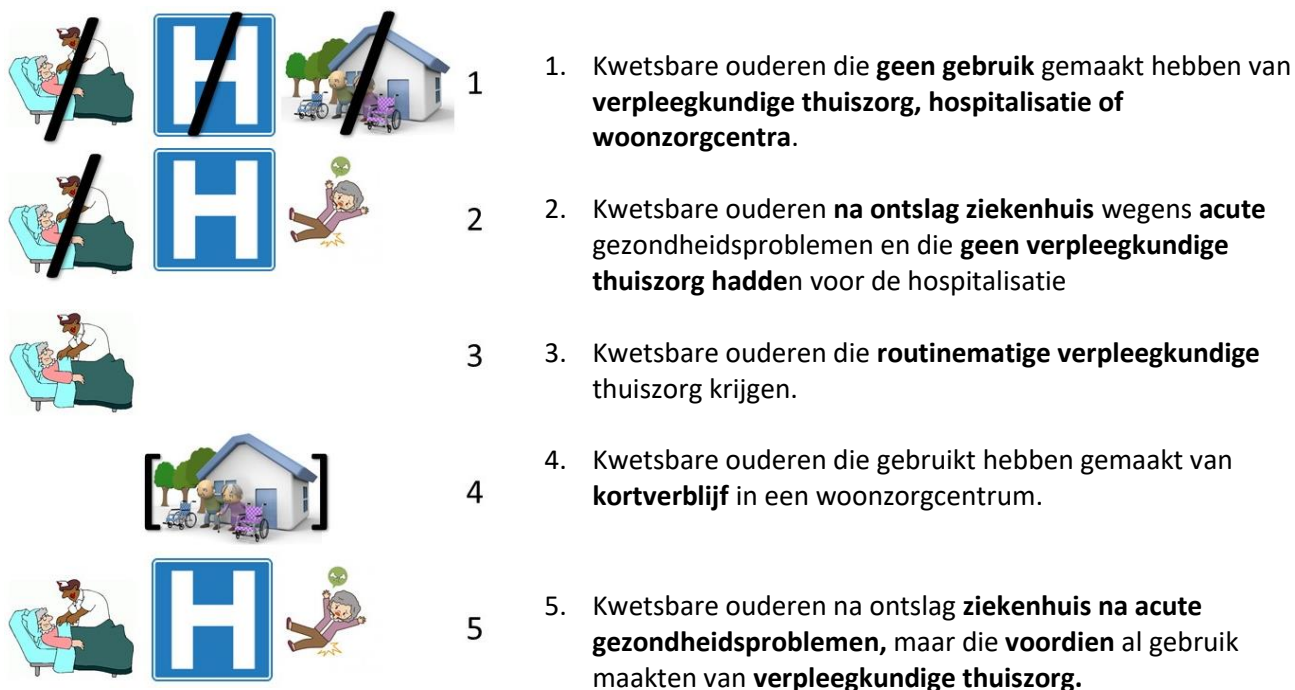 H
1
1. Kwetsbare ouderen die geen gebruik gemaakt hebben van
verpleegkundige thuiszorg, hospitalisatie of
woonzorgcentra.
H
2
2. Kwetsbare ouderen na ontslag ziekenhuis wegens acute
gezondheidsproblemen en die geen verpleegkundige
thuiszorg hadden voor de hospitalisatie
3
3. Kwetsbare ouderen die routinematige verpleegkundige
thuiszorg krijgen.
[ ]
4
4. Kwetsbare ouderen die gebruikt hebben gemaakt van
kortverblijf in een woonzorgcentrum.
H
5
5. Kwetsbare ouderen na ontslag ziekenhuis na acute
gezondheidsproblemen, maar die voordien al gebruik
maakten van verpleegkundige thuiszorg.